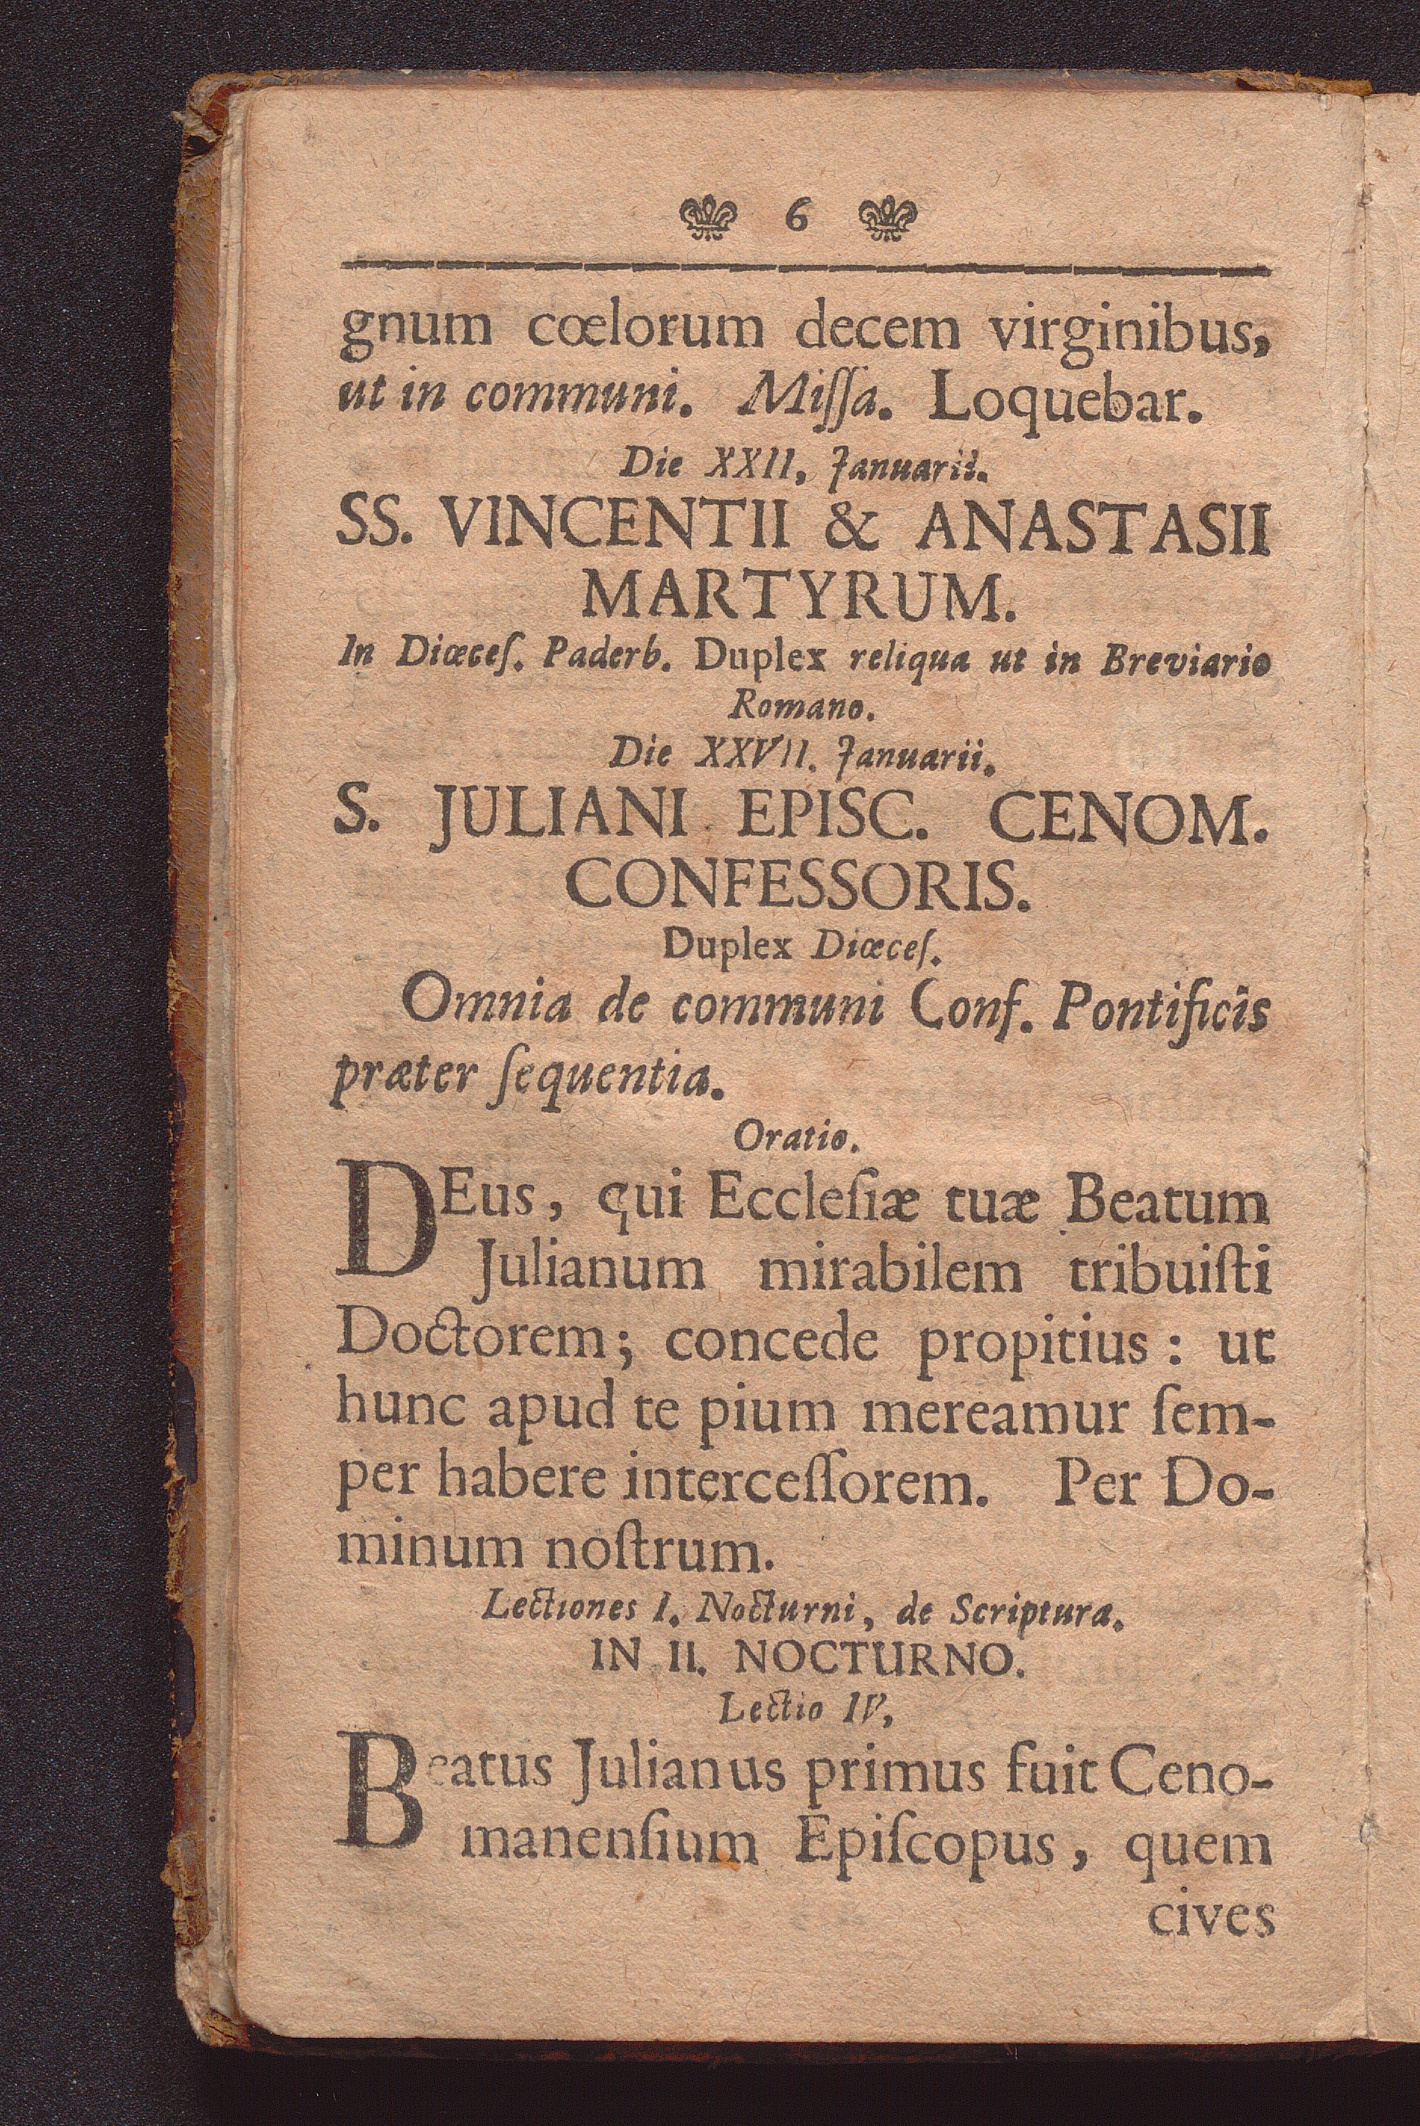 6
gnum cœlorum decem virginibus,
ut in communi. Miſſa. Loquebar.
Die XXII, Januarii.
SS. VINCENTII & ANASTASII
MARTYRUM.
In Diœceſ. Paderb. Duplex reliqua ut in Breviario
Romano.
Die XXVII. Januarii.
S. JULIANI EPISC. CENOM.
CONFESSORIS.
Duplex Diœceſ.
Omnia de communi Conf. Pontificis
præter ſequentia.
Oratio.
DEus, qui Eccleſiæ tuæ Beatum
Julianum mirabilem tribuiſti
Doctorem; concede propitius: ut
hunc apud te pium mereamur ſem-
per habere interceſſorem. Per Do-
minum noſtrum.
Lectiones I. Nocturni, de Scriptura.
IN II. NOCTURNO.
Lectio IV,
Beatus Julianus primus fuit Ceno-
manenſium Epiſcopus, quem
cives